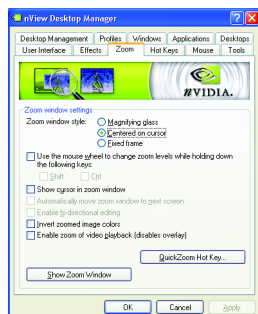 nView Desktop Manager
Desktop Management Profiles Windows Applications Desktops
User Interface Effects Zoom Hot Keys Mouse Tools
NVIDIA.
Zoom window settings
Zoom window style:
Magnifying glass
Centered on cursor
Fixed frame
Use the mouse wheel to change zoom levels while holding down
the following keys:
Shift Ctrl
Show cursor in zoom window
Automatically move zoom window to next screen
Enable bi-directional editing
Invert zoomed image colors
Enable zoom of video playback (disables overlay)
QuickZoom Hot Key...
Show Zoom Window
OK Cancel Apply